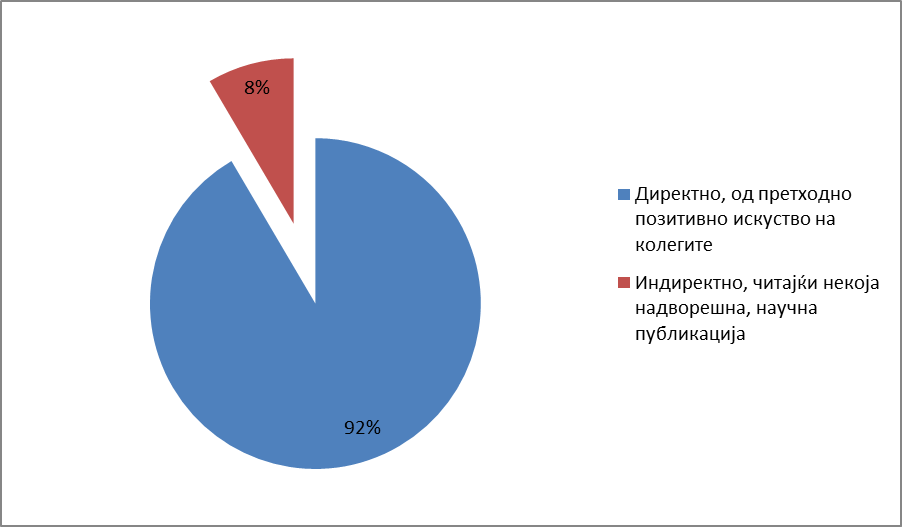 8%
92%
Директно, од претходно
позитивно искуство на
колегите
Индиректно, читајќи некоја
надворешна, научна
публикација